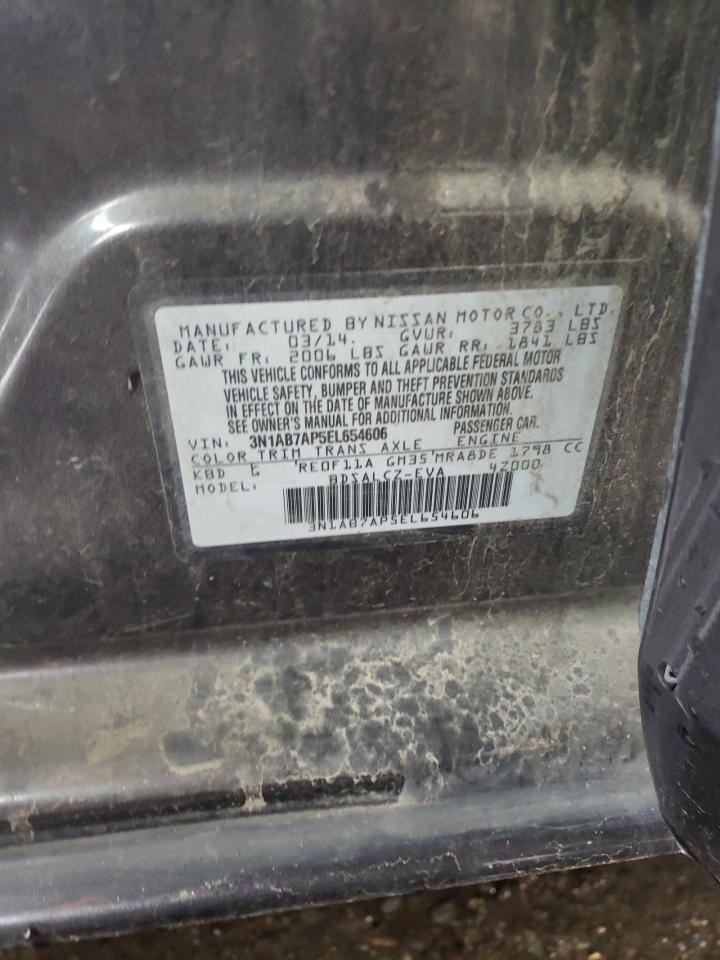 MANUFACTURED BY NISSAN MOTOR CO., LTD.
DATE: 03/14. GVWR: 3783 LBS
GAWR FR: 2006 LBS GAWR RR: 1841 LBS
THIS VEHICLE CONFORMS TO ALL APPLICABLE FEDERAL MOTOR
VEHICLE SAFETY, BUMPER AND THEFT PREVENTION STANDARDS
IN EFFECT ON THE DATE OF MANUFACTURE SHOWN ABOVE.
SEE OWNER'S MANUAL FOR ADDITIONAL INFORMATION.
VIN: 3N1AB7AP5EL654606 PASSENGER CAR.
COLOR TRIM TRANS AXLE ENGINE
KBD G RE0F11A GM35 MRA8DE 1798 CC
MODEL: BDSALCZ-EVA 4Z000
3N1AB7AP5EL654606